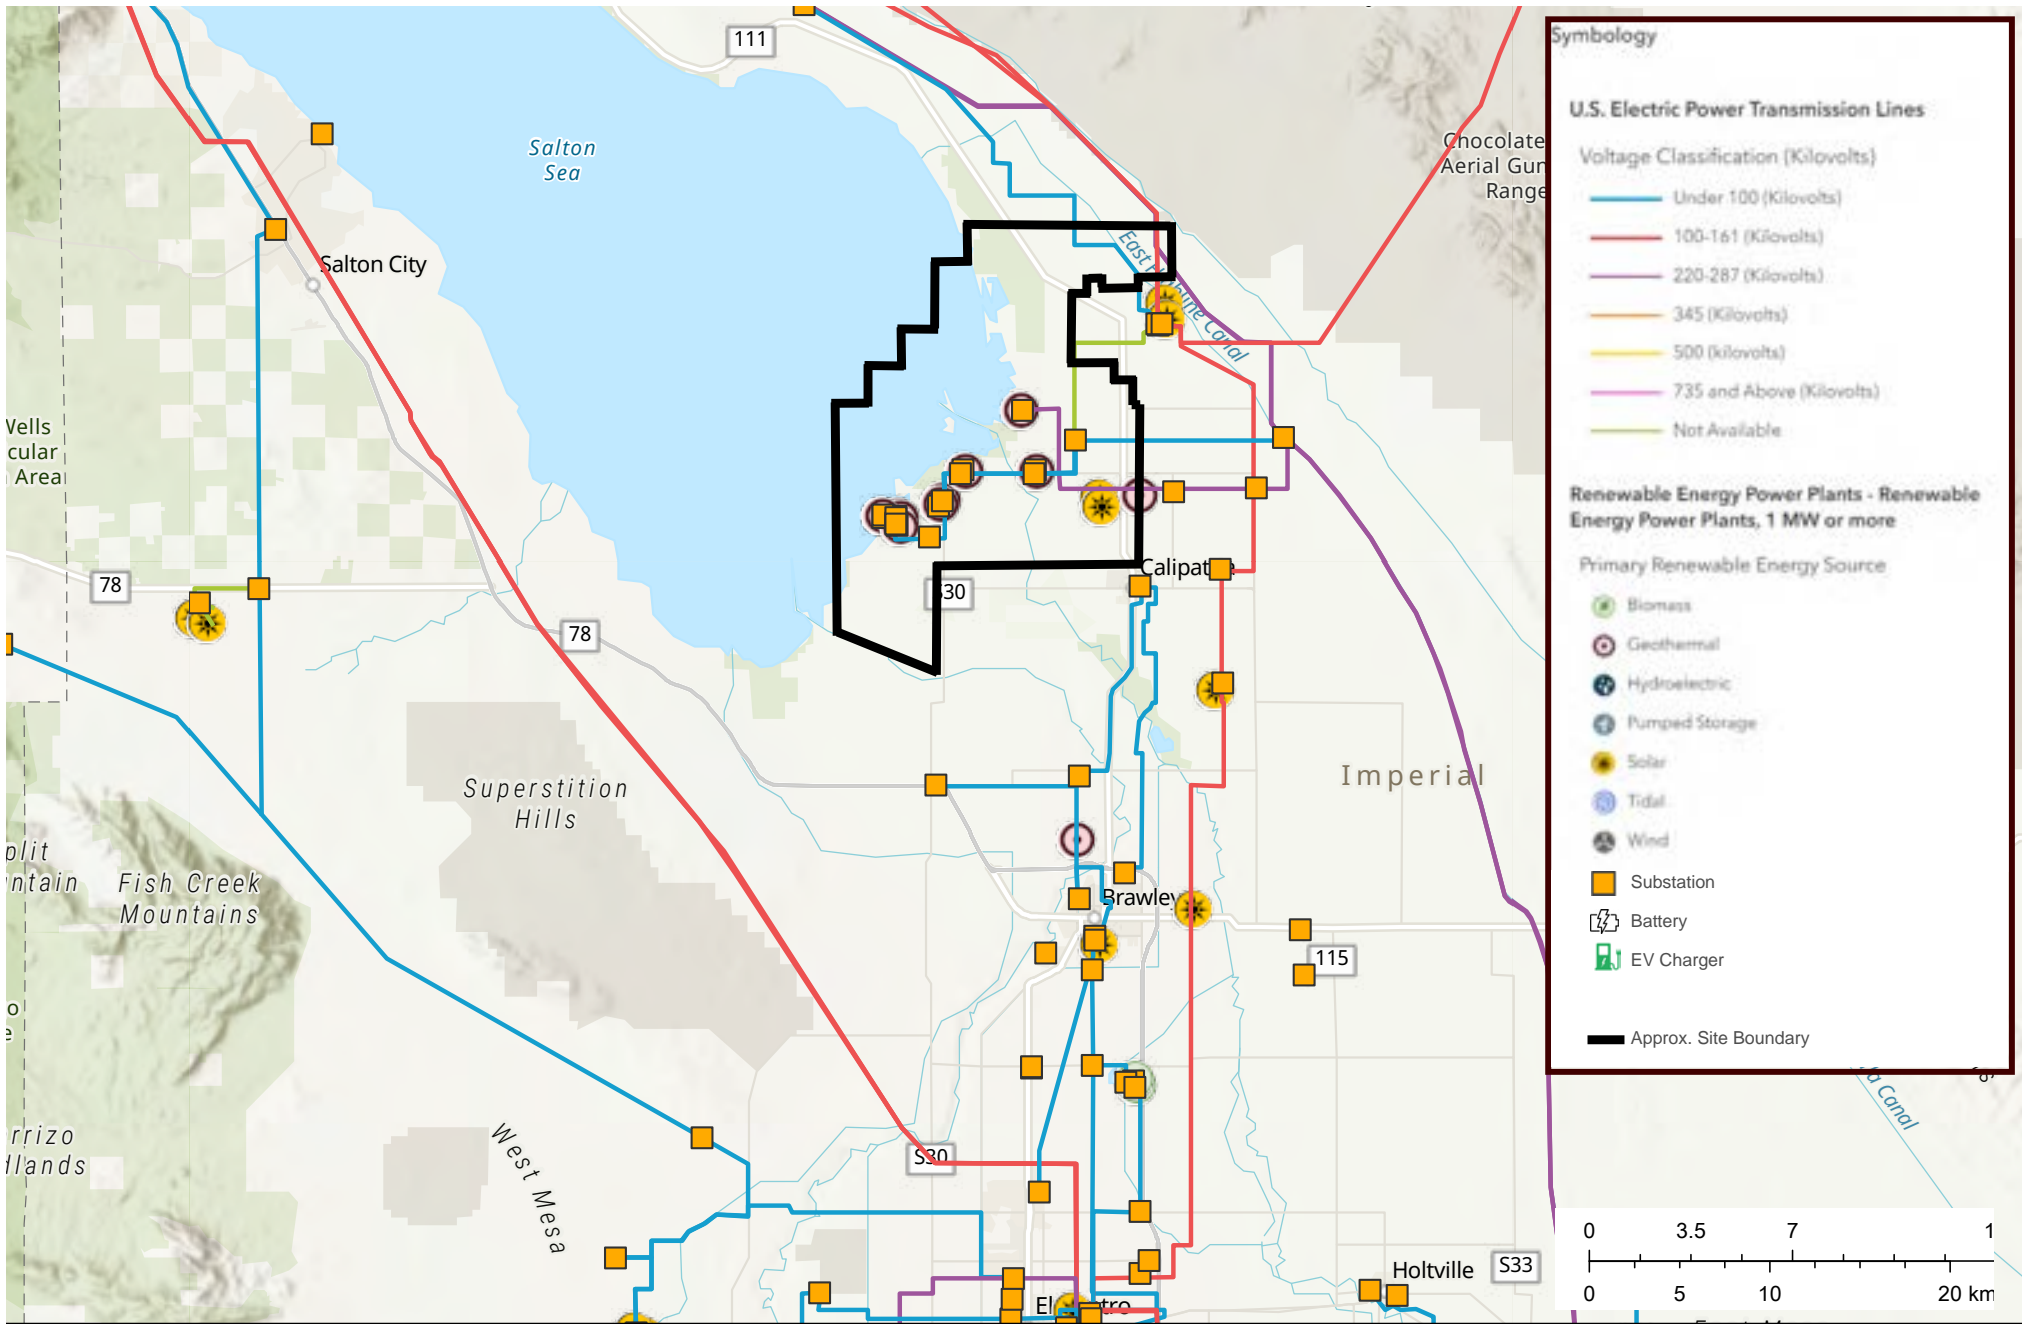 111
Salton
Sea
Chocolate
Aerial Gun
Range
East Highline Canal
Salton City
Wells
cular
Area
78
Calipat
S30
78
Superstition
Hills
Imperial
plit
ntain
Fish Creek
Mountains
Brawley
115
o
e
rrizo
dlands
West Mesa
S30
El
tro
Holtville
S33
a Canal
Symbology
U.S. Electric Power Transmission Lines
Voltage Classification (Kilovolts)
Under 100 (Kilovolts)
100-161 (Kilovolts)
220-287 (Kilovolts)
345 (Kilovolts)
500 (kilovolts)
735 and Above (Kilovolts)
Not Available
Renewable Energy Power Plants - Renewable
Energy Power Plants, 1 MW or more
Primary Renewable Energy Source
Biomass
Geothermal
Hydroelectric
Pumped Storage
Solar
Tidal
Wind
Substation
Battery
EV Charger
Approx. Site Boundary
0 3.5 7 1
0 5 10 20 km